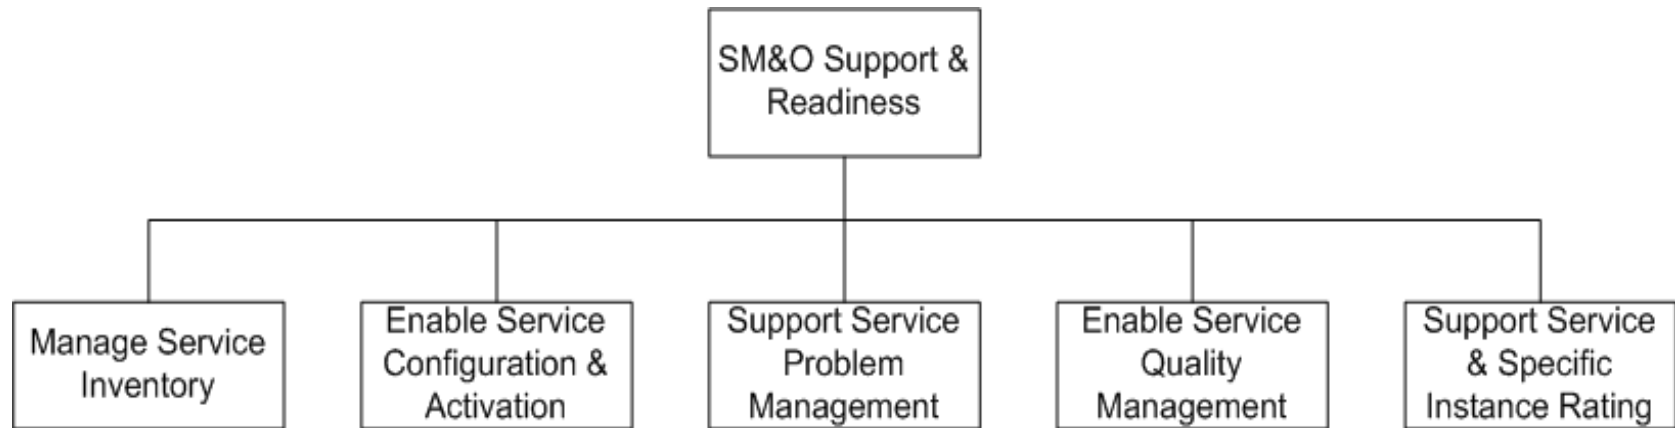 SM&O Support &
Readiness
Manage Service
Inventory
Enable Service
Configuration &
Activation
Support Service
Problem
Management
Enable Service
Quality
Management
Support Service
& Specific
Instance Rating